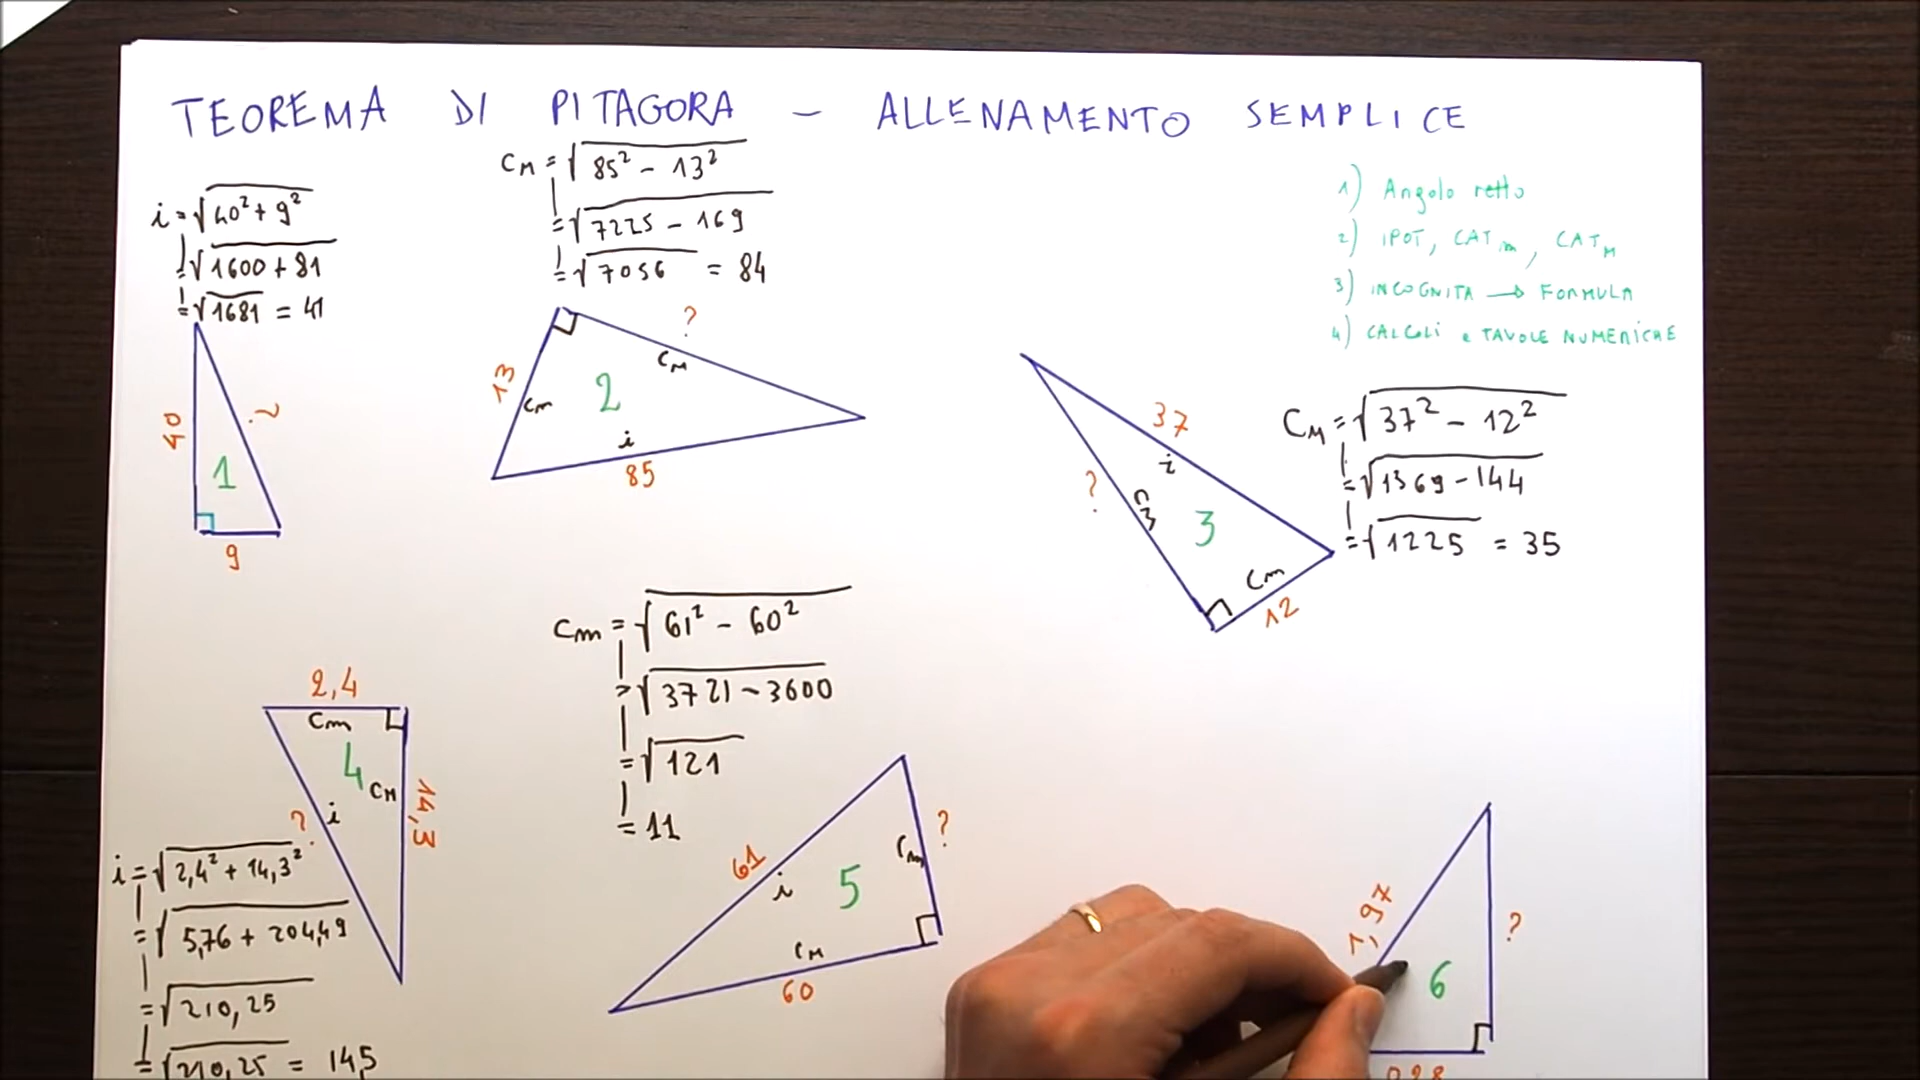 TEOREMA DI PITAGORA – ALLENAMENTO SEMPLICE
1) Angolo retto
2) IPOT, CAT m, CAT M
3) INCOGNITA → FORMULA
4) CALCOLI e TAVOLE NUMERICHE
i = √40² + 9²
= √1600 + 81
= √1681 = 41
40
?
1
9
CM = √85² - 13²
= √7225 - 169
= √7056 = 84
?
CM
13
Cm
2
i
85
37
i
?
CM
3
Cm
12
CM = √37² - 12²
= √1369 - 144
= √1225 = 35
2,4
Cm
4
CM
14,3
?
i
i = √2,4² + 14,3²
= √5,76 + 204,49
= √210,25
= √210,25 = 14,5
Cm = √61² - 60²
= √3721 - 3600
= √121
= 11
61
i
5
Cm
?
CM
60
1,97
?
6